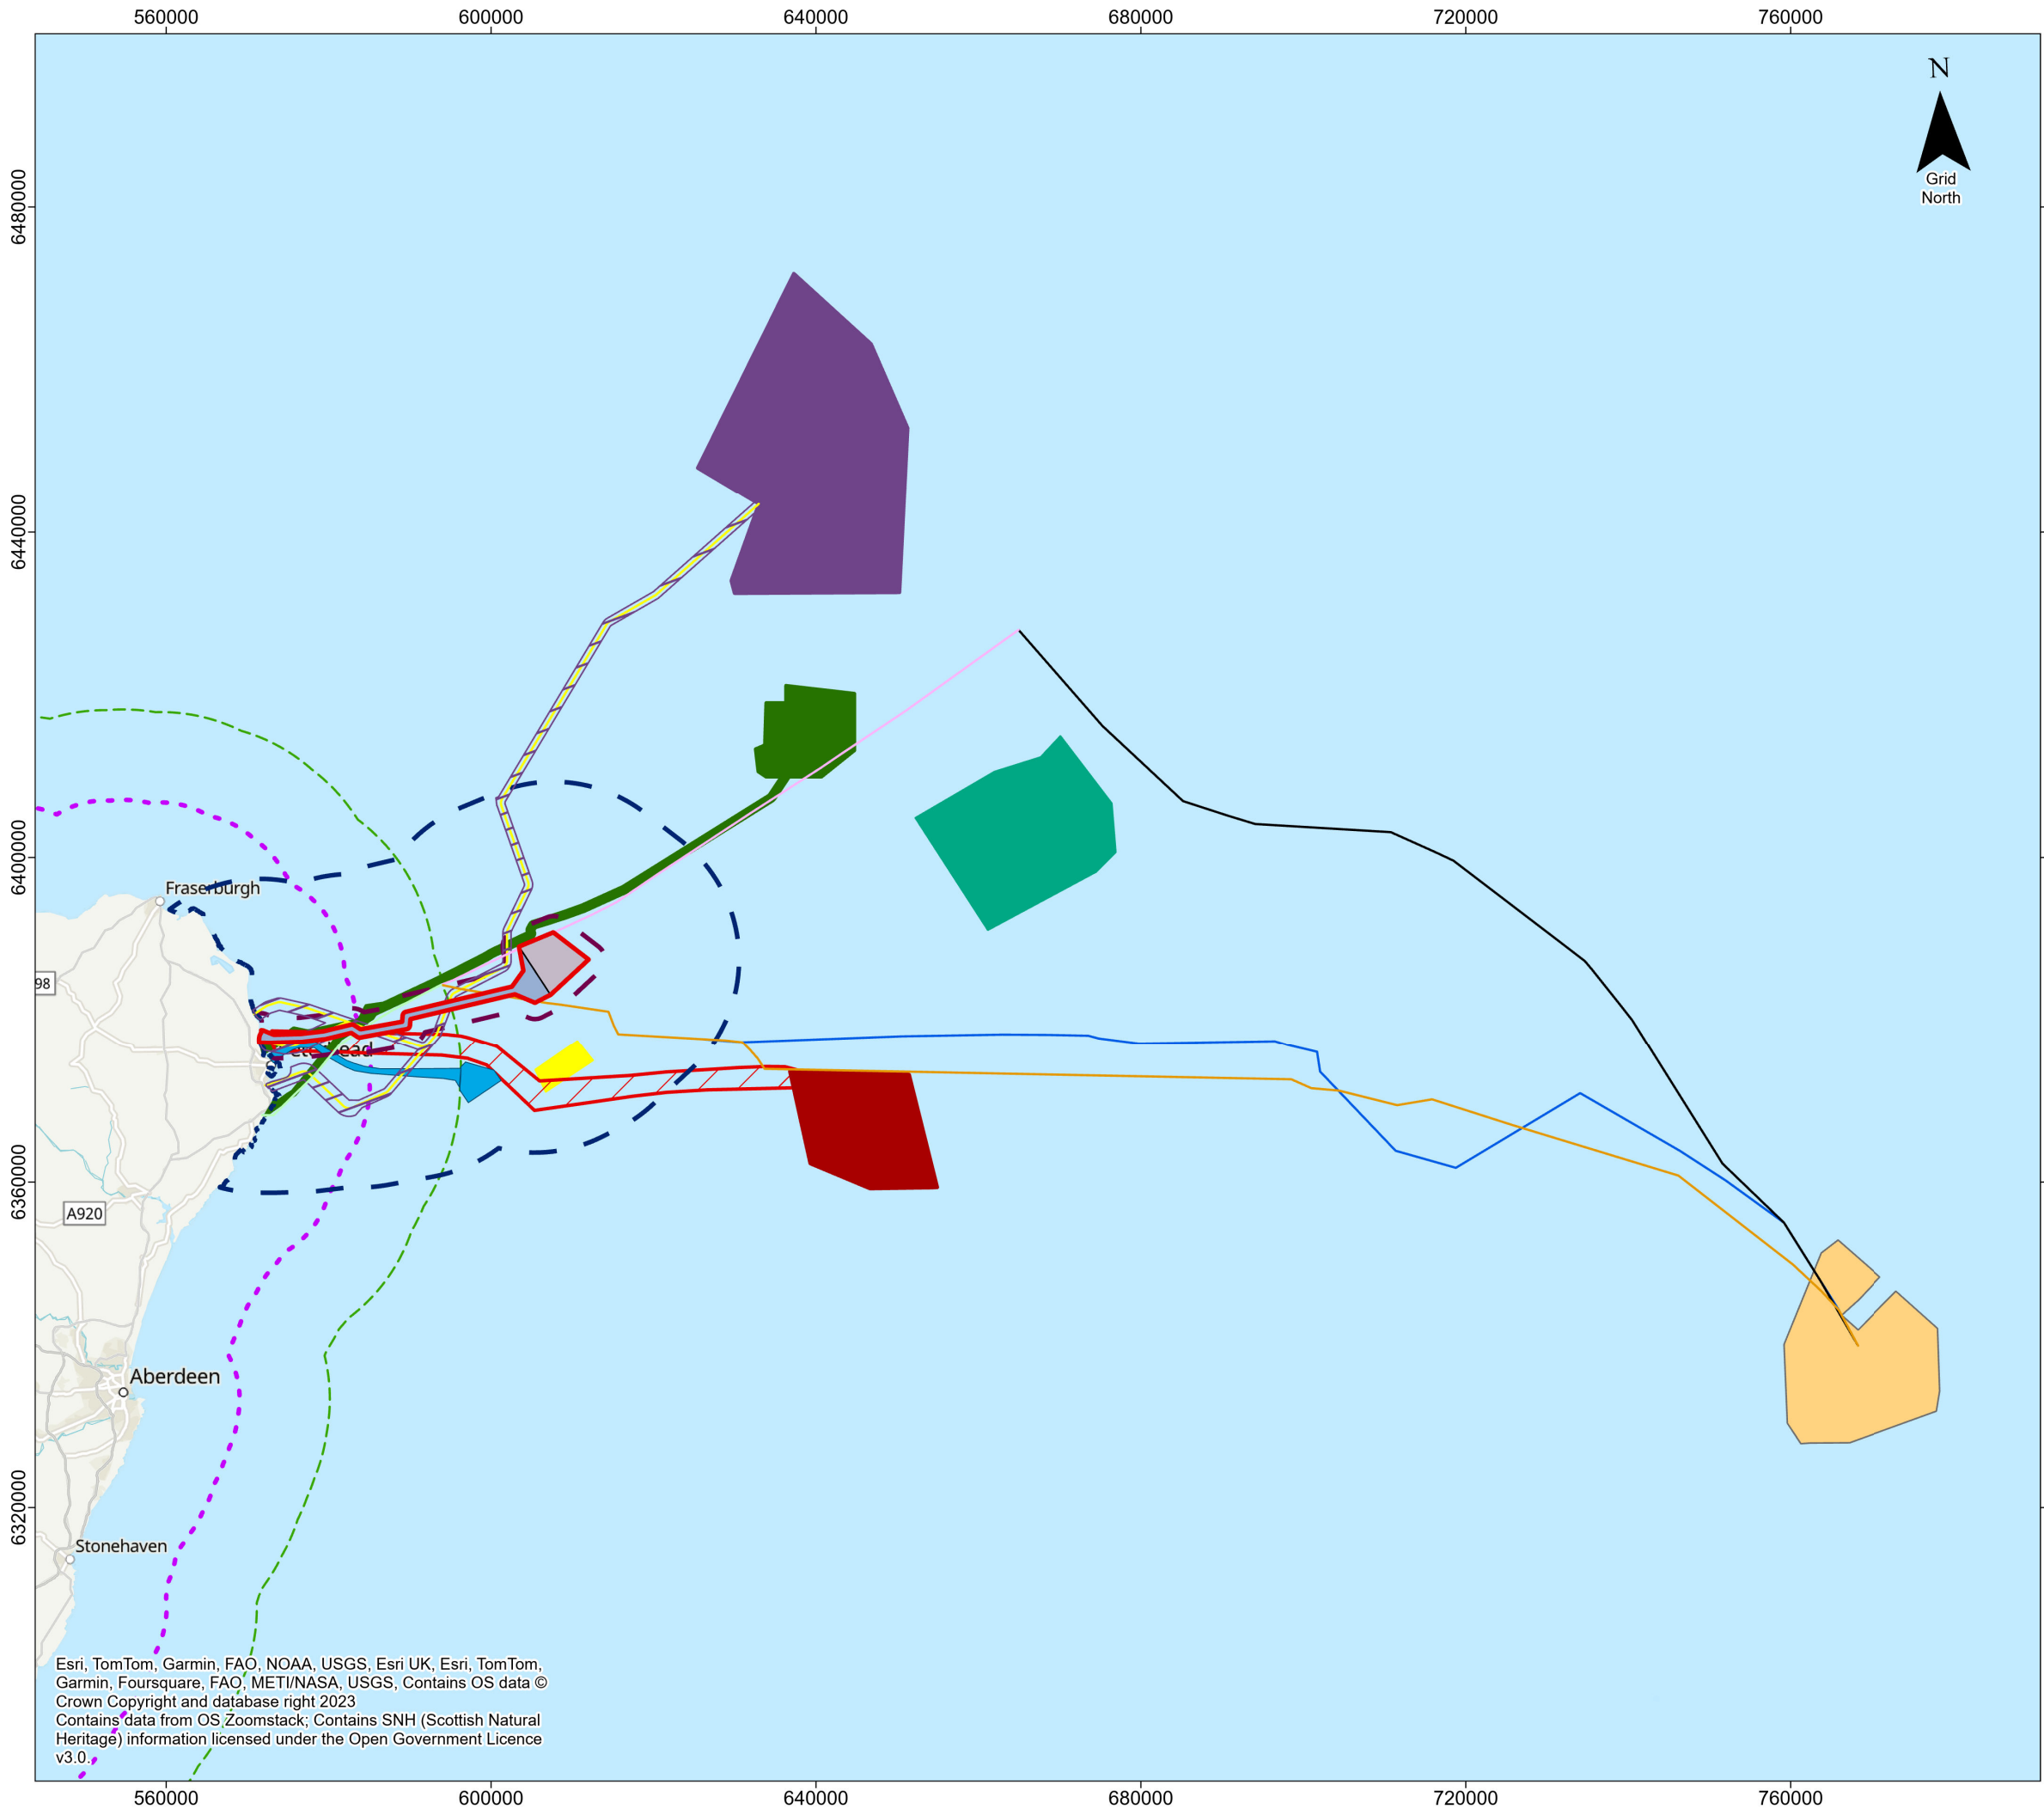 560000
600000
640000
680000
720000
760000
N
Grid
North
6480000
6440000
6400000
6360000
6320000
Fraserburgh
98
A920
Aberdeen
Stonehaven
Esri, TomTom, Garmin, FAO, NOAA, USGS, Esri UK, Esri, TomTom,
Garmin, Foursquare, FAO, METI/NASA, USGS, Contains OS data ©
Crown Copyright and database right 2023
Contains data from OS Zoomstack; Contains SNH (Scottish Natural
Heritage) information licensed under the Open Government Licence
v3.0.
560000
600000
640000
680000
720000
760000